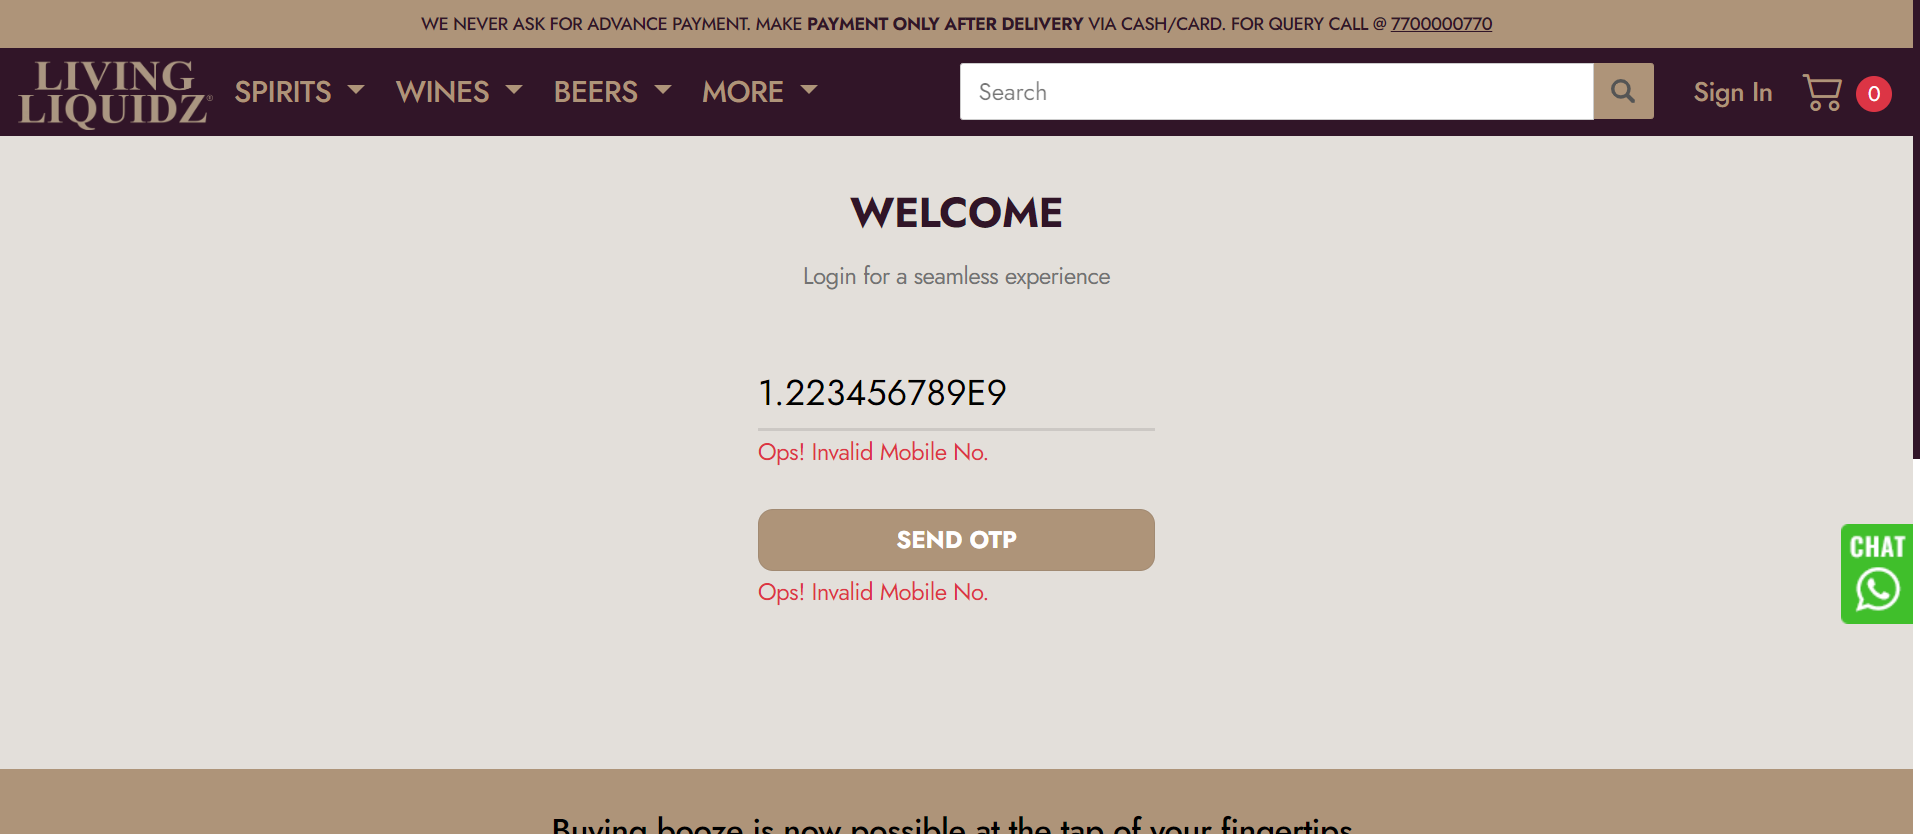 WE NEVER ASK FOR ADVANCE PAYMENT. MAKE PAYMENT ONLY AFTER DELIVERY VIA CASH/CARD. FOR QUERY CALL @ 7700000770
LIVING
LIQUIDZ®
SPIRITS
WINES
BEERS
MORE
Search
Sign In
0
WELCOME
Login for a seamless experience
1.223456789E9
Ops! Invalid Mobile No.
SEND OTP
Ops! Invalid Mobile No.
CHAT
Buying booze is now possible at the tap of your fingertips